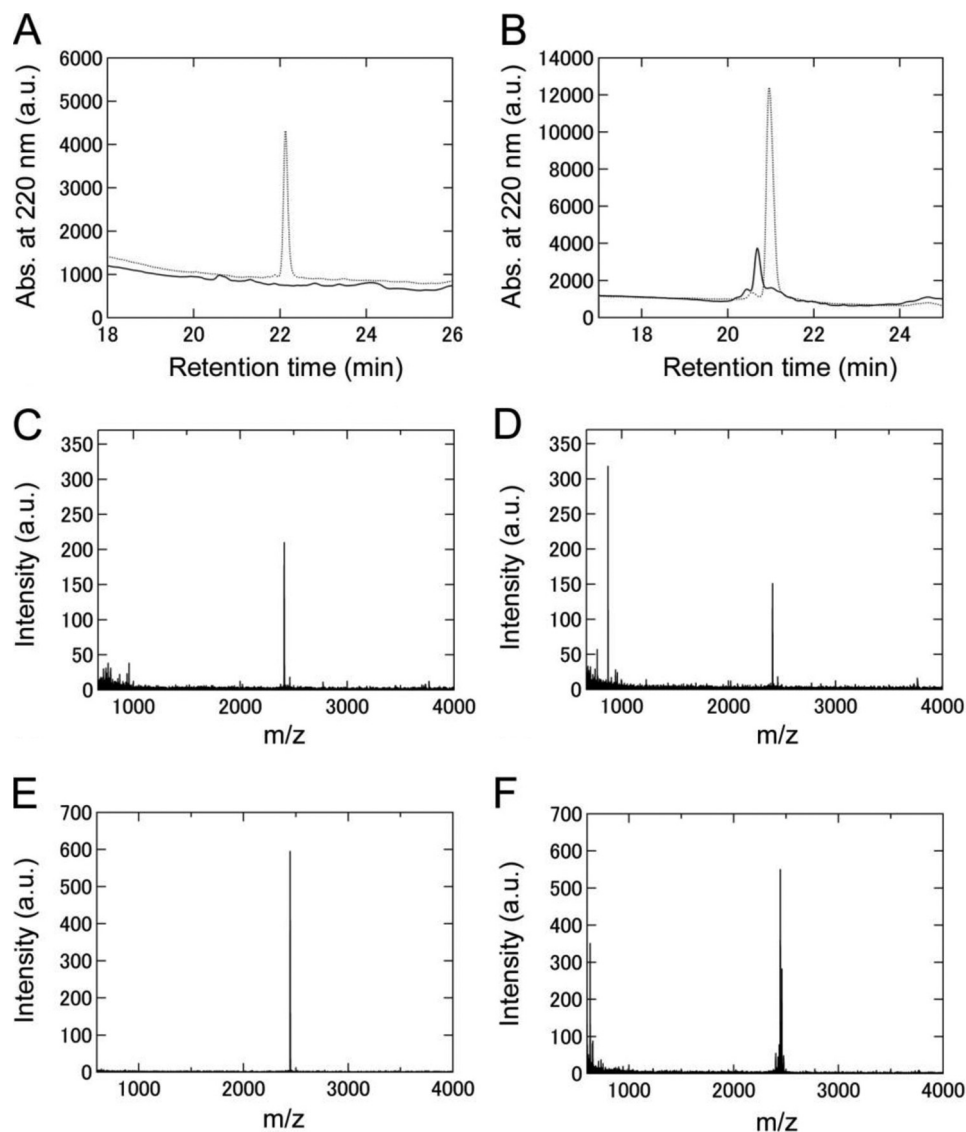 A
Abs. at 220 nm (a.u.)
6000
5000
4000
3000
2000
1000
0
18 20 22 24 26
Retention time (min)
B
Abs. at 220 nm (a.u.)
14000
12000
10000
8000
6000
4000
2000
0
18 20 22 24
Retention time (min)
C
Intensity (a.u.)
350
300
250
200
150
100
50
0
1000 2000 3000 4000
m/z
D
Intensity (a.u.)
350
300
250
200
150
100
50
0
1000 2000 3000 4000
m/z
E
Intensity (a.u.)
700
600
500
400
300
200
100
0
1000 2000 3000 4000
m/z
F
Intensity (a.u.)
700
600
500
400
300
200
100
0
1000 2000 3000 4000
m/z